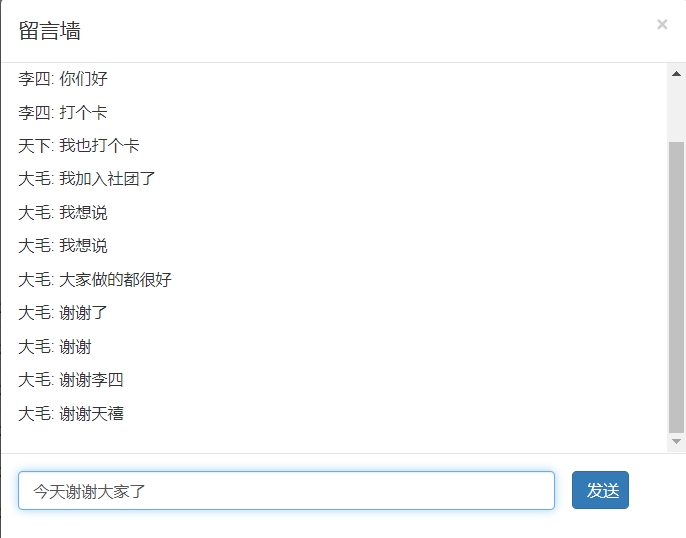 留言墙
×
李四: 你们好
李四: 打个卡
天下: 我也打个卡
大毛: 我加入社团了
大毛: 我想说
大毛: 我想说
大毛: 大家做的都很好
大毛: 谢谢了
大毛: 谢谢
大毛: 谢谢李四
大毛: 谢谢天禧
今天谢谢大家了
发送